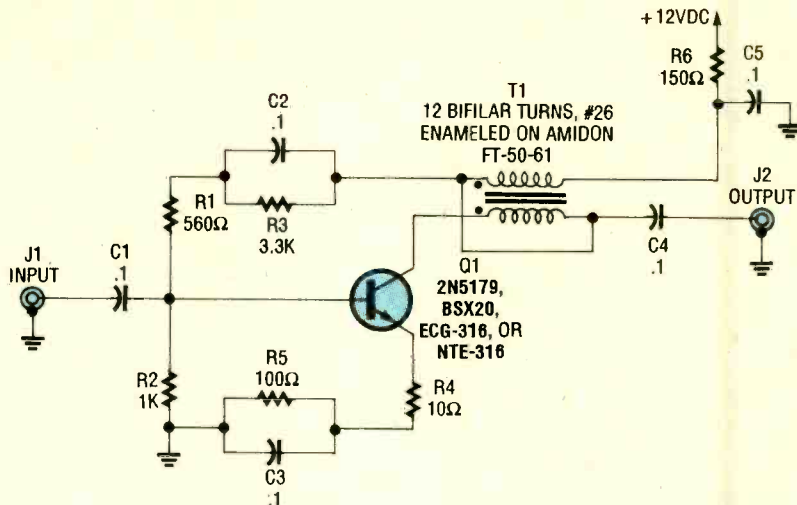 +12VDC
R6
150Ω
C5
.1
C2
.1
T1
12 BIFILAR TURNS, #26
ENAMELED ON AMIDON
FT-50-61
R1
560Ω
R3
3.3K
J2
OUTPUT
J1
INPUT
C1
.1
C4
.1
Q1
2N5179,
BSX20,
ECG-316, OR
NTE-316
R2
1K
R5
100Ω
R4
10Ω
C3
.1